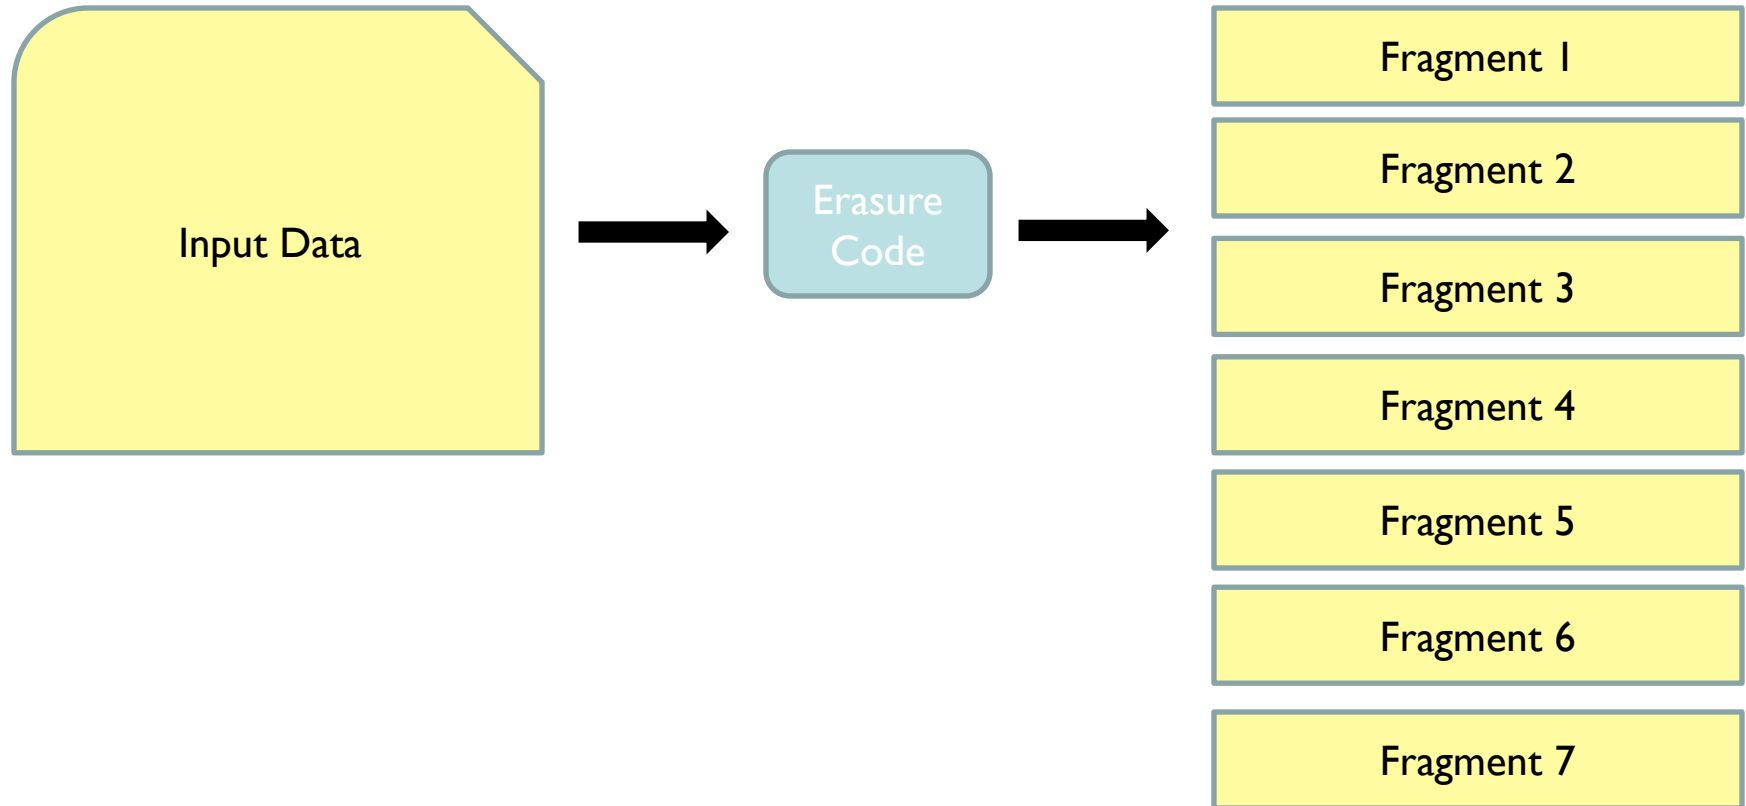 Input Data
Erasure
Code
Fragment 1
Fragment 2
Fragment 3
Fragment 4
Fragment 5
Fragment 6
Fragment 7